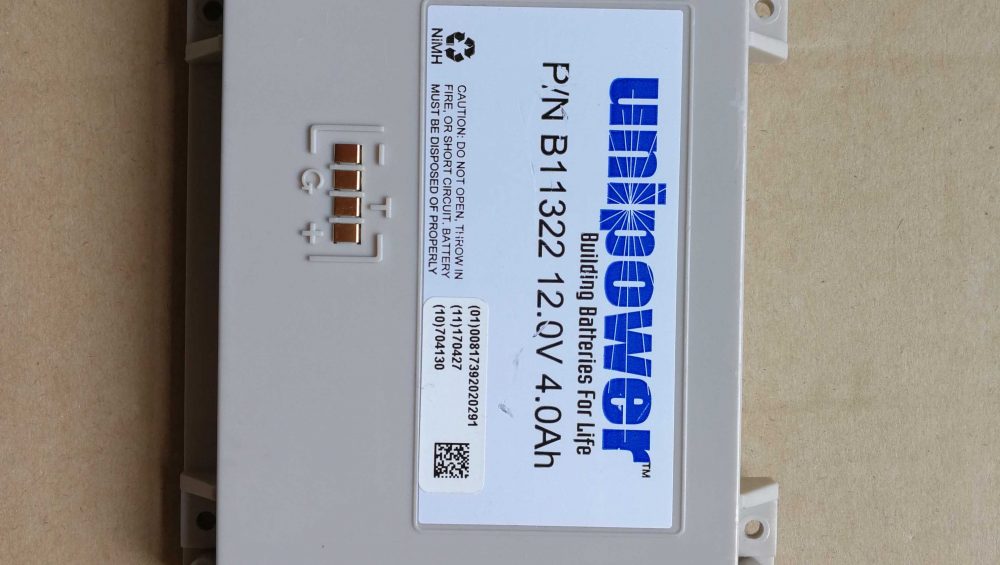 unipower™
Building Batteries For Life
P/N B11322 12.0V 4.0Ah
NiMH
CAUTION: DO NOT OPEN, THROW IN
FIRE, OR SHORT CIRCUIT. BATTERY
MUST BE DISPOSED OF PROPERLY
(01)00817392020291
(11)170427
(10)704130
- T
C +